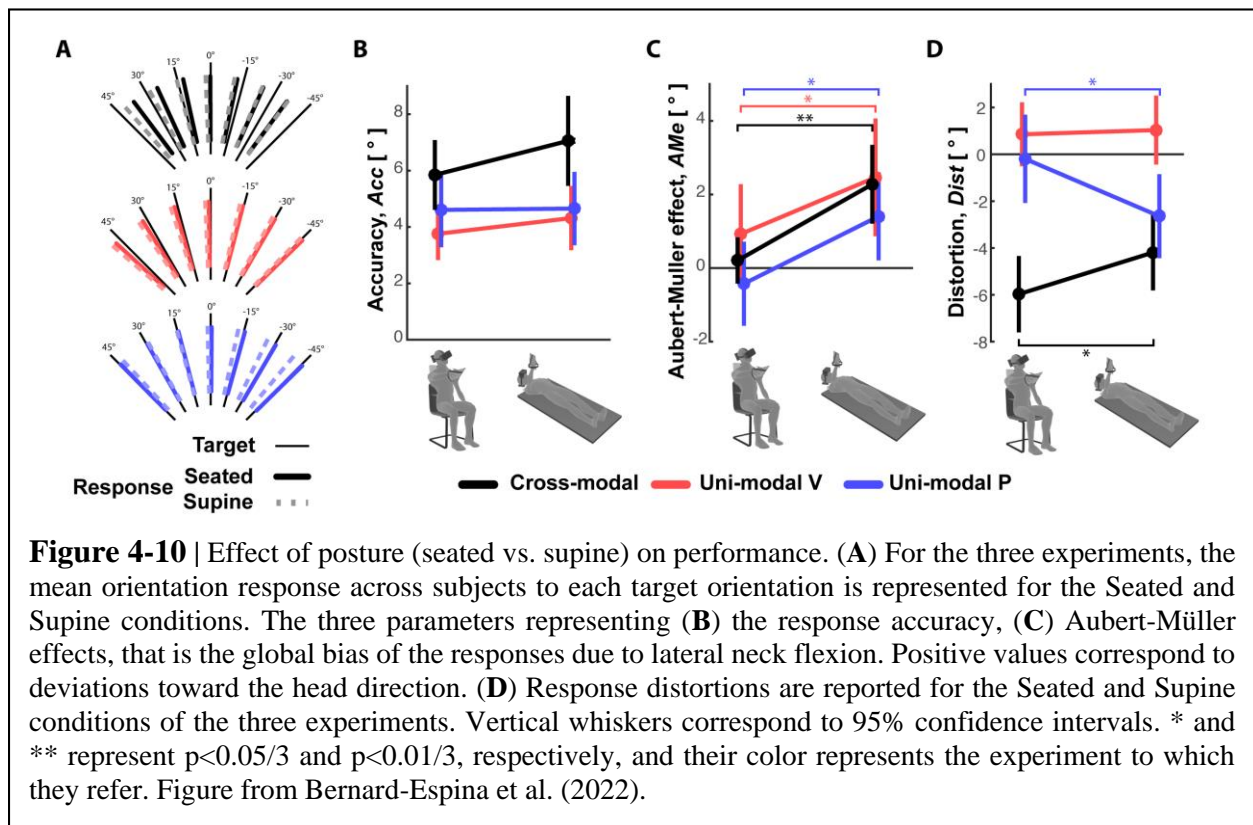 A
B
C
D
45°
30°
15°
0°
-15°
-30°
-45°
45°
30°
15°
0°
-15°
-30°
-45°
45°
30°
15°
0°
-15°
-30°
-45°
Target
Response Seated
Supine
Accuracy, Acc [ ° ]
8
6
4
2
0
Aubert-Muller effect, AMe [ ° ]
4
2
0
-2
*
*
**
Distortion, Dist [ ° ]
2
0
-2
-4
-6
-8
*
*
Cross-modal Uni-modal V Uni-modal P
Figure 4-10 | Effect of posture (seated vs. supine) on performance. (A) For the three experiments, the
mean orientation response across subjects to each target orientation is represented for the Seated and
Supine conditions. The three parameters representing (B) the response accuracy, (C) Aubert-Müller
effects, that is the global bias of the responses due to lateral neck flexion. Positive values correspond to
deviations toward the head direction. (D) Response distortions are reported for the Seated and Supine
conditions of the three experiments. Vertical whiskers correspond to 95% confidence intervals. * and
** represent p<0.05/3 and p<0.01/3, respectively, and their color represents the experiment to which
they refer. Figure from Bernard-Espina et al. (2022).